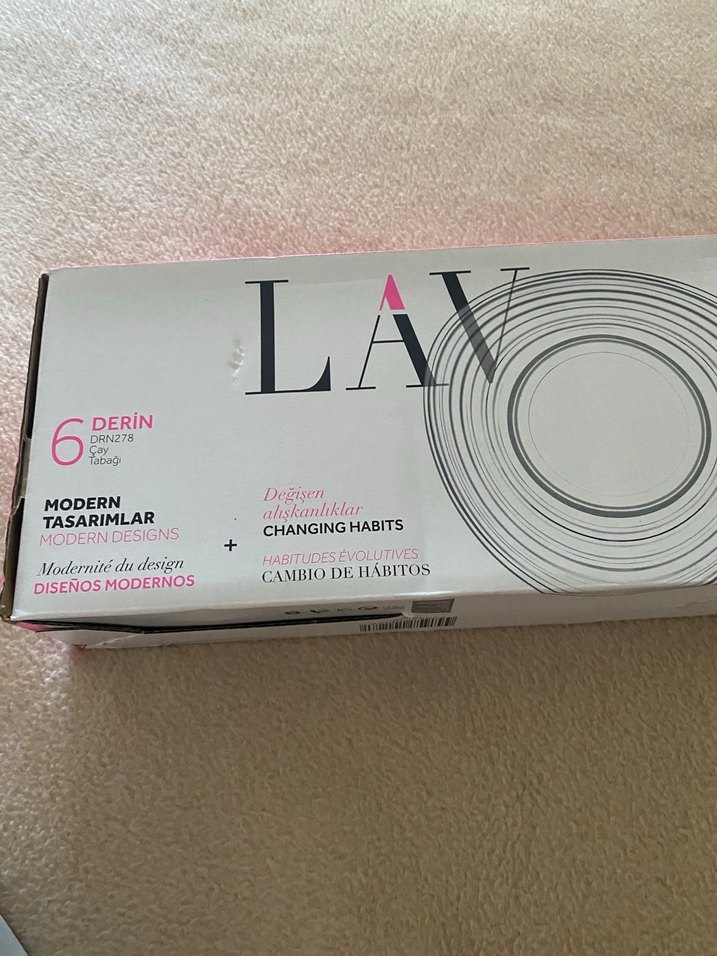 LAV
6 DERİN
DRN278
Çay
Tabağı
MODERN
TASARIMLAR
MODERN DESIGNS
Modernité du design
DISEÑOS MODERNOS
+
Değişen
alışkanlıklar
CHANGING HABITS
HABITUDES ÉVOLUTIVES
CAMBIO DE HÁBITOS